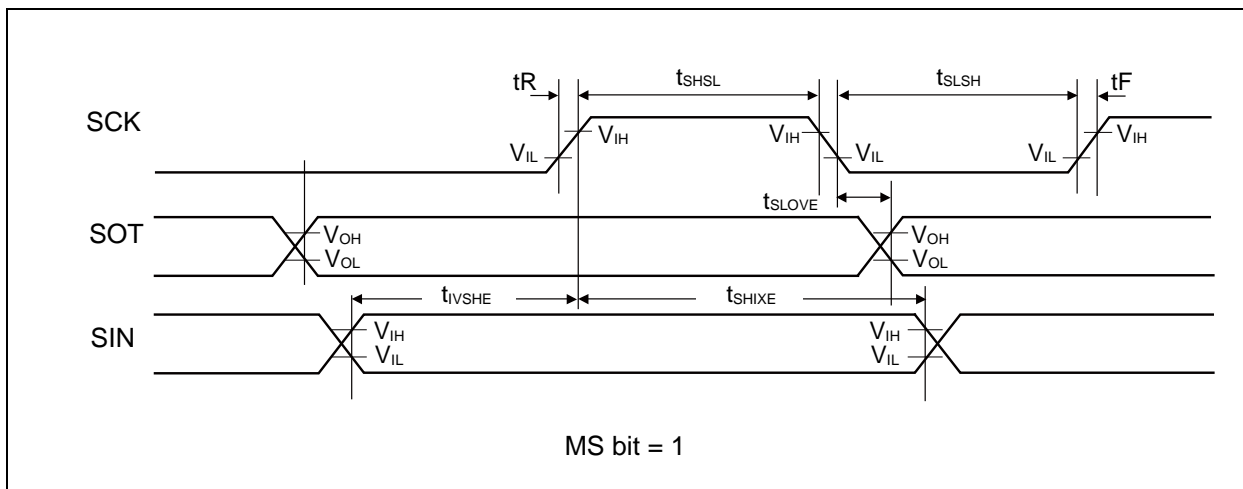 tR tSHSL tSLSH tF
SCK
VIH VIH VIH
VIL VIL VIL
tSLOVE
SOT
VOH VOH
VOL VOL
tIVSHE tSHIXE
SIN
VIH VIH
VIL VIL
MS bit = 1